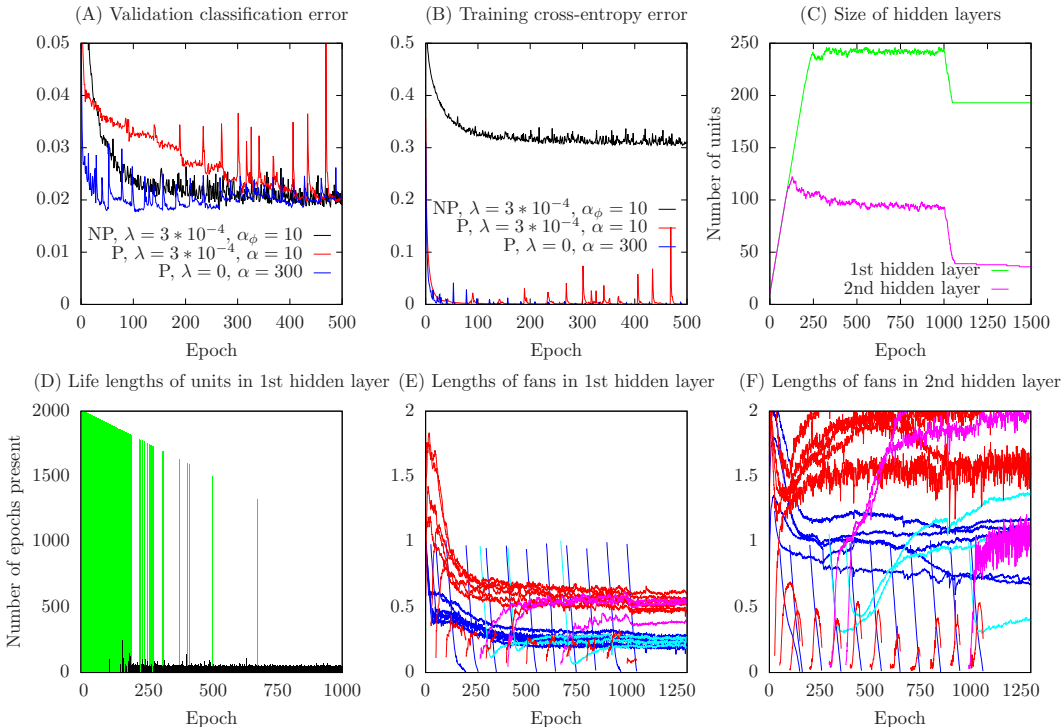 (A) Validation classification error
0.05
0.04
0.03
0.02
0.01
0
NP, λ = 3 * 10⁻⁴, α_ϕ = 10
P, λ = 3 * 10⁻⁴, α = 10
P, λ = 0, α = 300
0 100 200 300 400 500
Epoch
(B) Training cross-entropy error
0.5
0.4
0.3
0.2
0.1
0
NP, λ = 3 * 10⁻⁴, α_ϕ = 10
P, λ = 3 * 10⁻⁴, α = 10
P, λ = 0, α = 300
0 100 200 300 400 500
Epoch
(C) Size of hidden layers
Number of units
250
200
150
100
50
0
1st hidden layer
2nd hidden layer
0 250 500 750 1000 1250 1500
Epoch
(D) Life lengths of units in 1st hidden layer
Number of epochs present
2000
1500
1000
500
0
0 250 500 750 1000
Epoch
(E) Lengths of fans in 1st hidden layer
2
1.5
1
0.5
0
0 250 500 750 1000 1250
Epoch
(F) Lengths of fans in 2nd hidden layer
2
1.5
1
0.5
0
0 250 500 750 1000 1250
Epoch